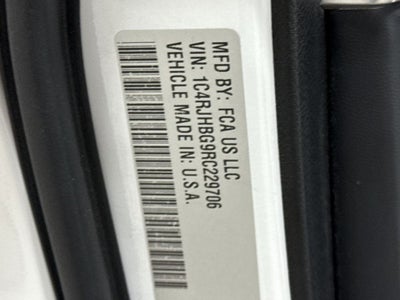 MFD BY: FCA US LLC
VIN: 1C4RJHBG9RC229706
VEHICLE MADE IN: U.S.A.